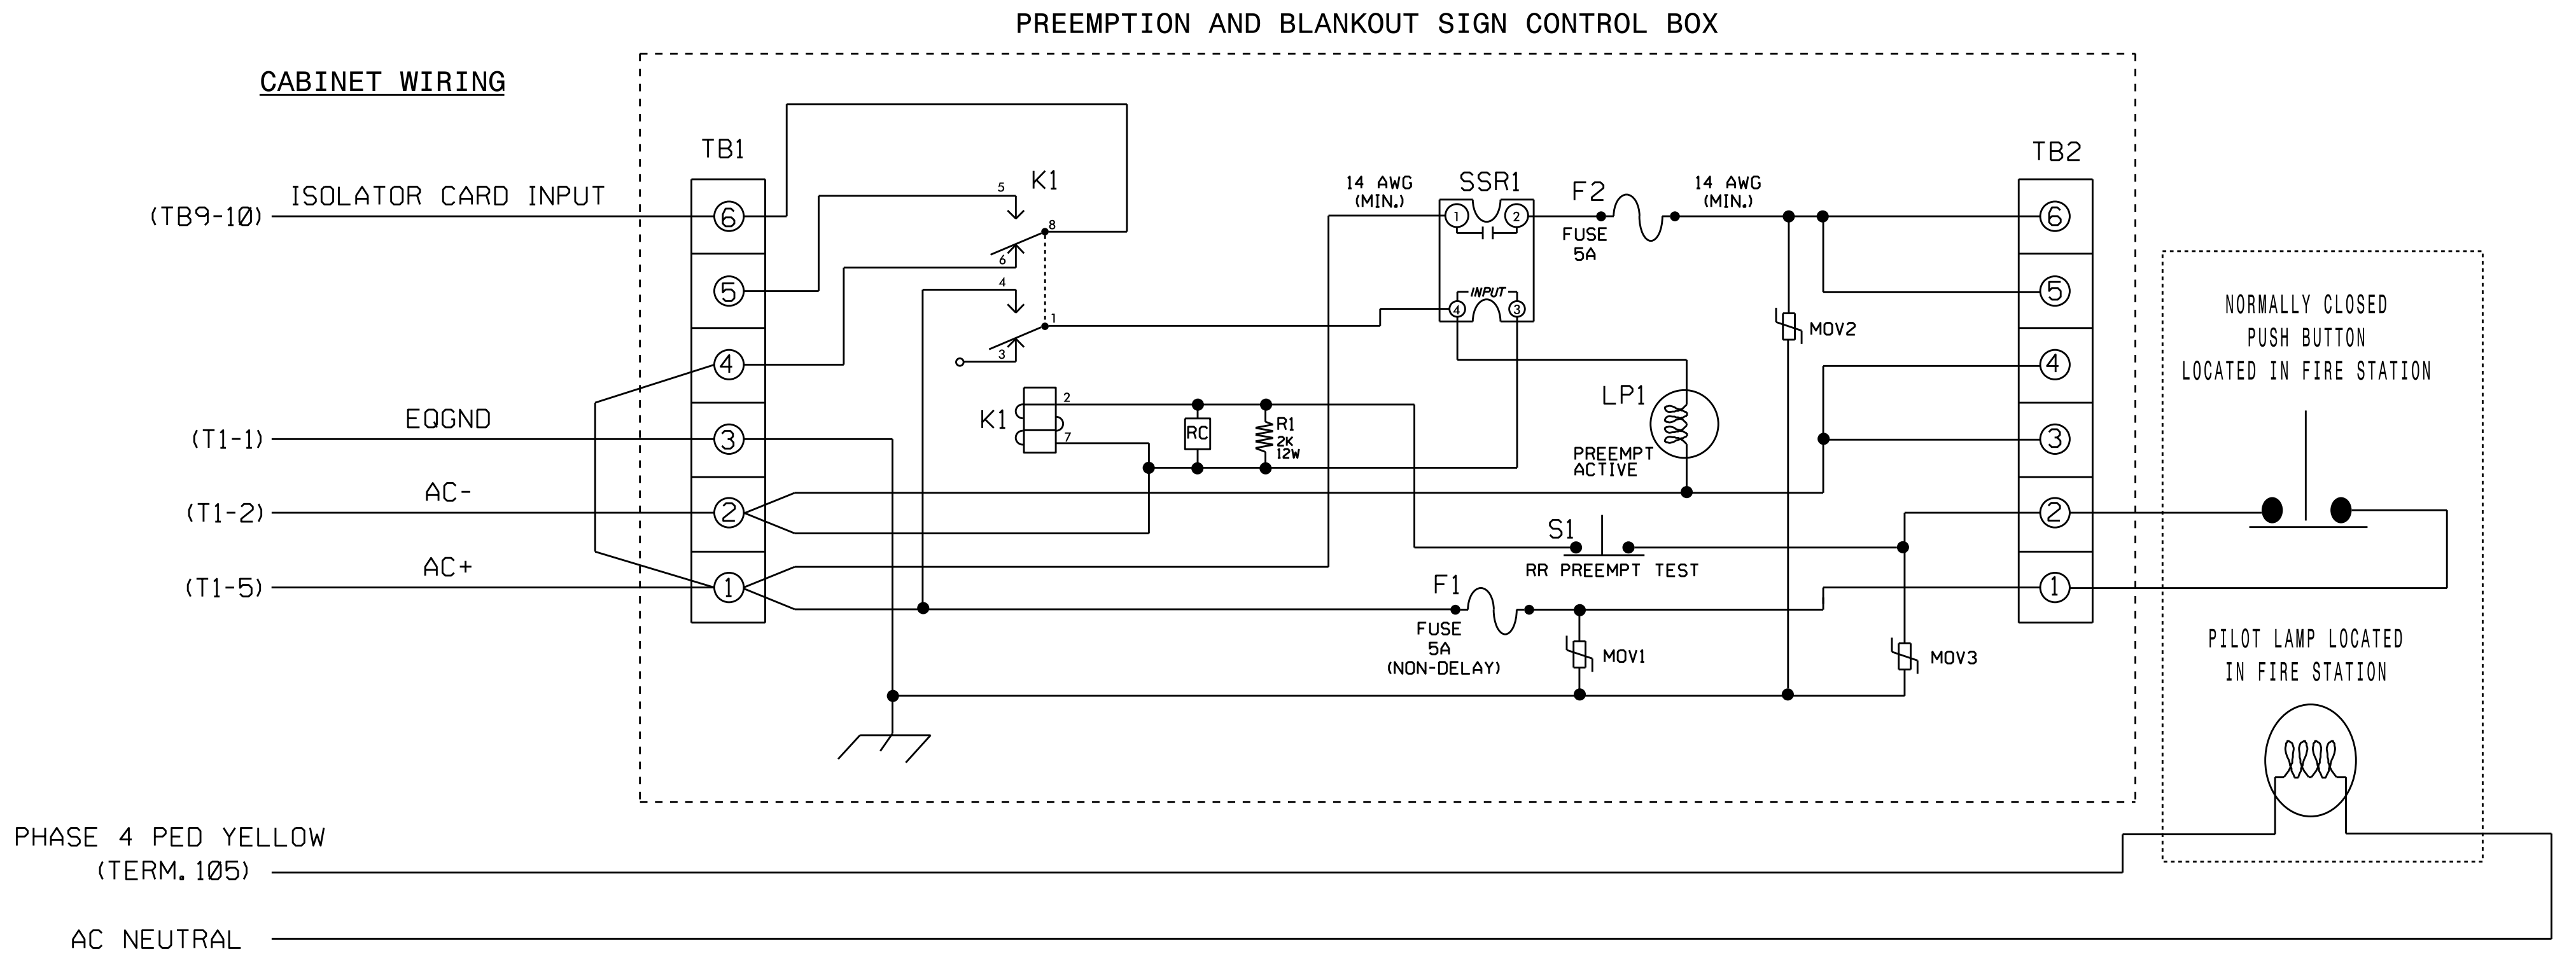 PREEMPTION AND BLANKOUT SIGN CONTROL BOX
CABINET WIRING
TB1
TB2
K1
5
8
6
4
1
3
14 AWG
(MIN.)
SSR1
1
2
INPUT
4
3
F2
FUSE
5A
14 AWG
(MIN.)
(TB9-10)
ISOLATOR CARD INPUT
6
5
4
3
2
1
(T1-1)
EQGND
(T1-2)
AC-
(T1-5)
AC+
K1
2
7
RC
R1
2K
12W
LP1
PREEMPT
ACTIVE
MOV2
S1
RR PREEMPT TEST
F1
FUSE
5A
(NON-DELAY)
MOV1
MOV3
6
5
4
3
2
1
NORMALLY CLOSED
PUSH BUTTON
LOCATED IN FIRE STATION
PILOT LAMP LOCATED
IN FIRE STATION
PHASE 4 PED YELLOW
(TERM. 105)
AC NEUTRAL